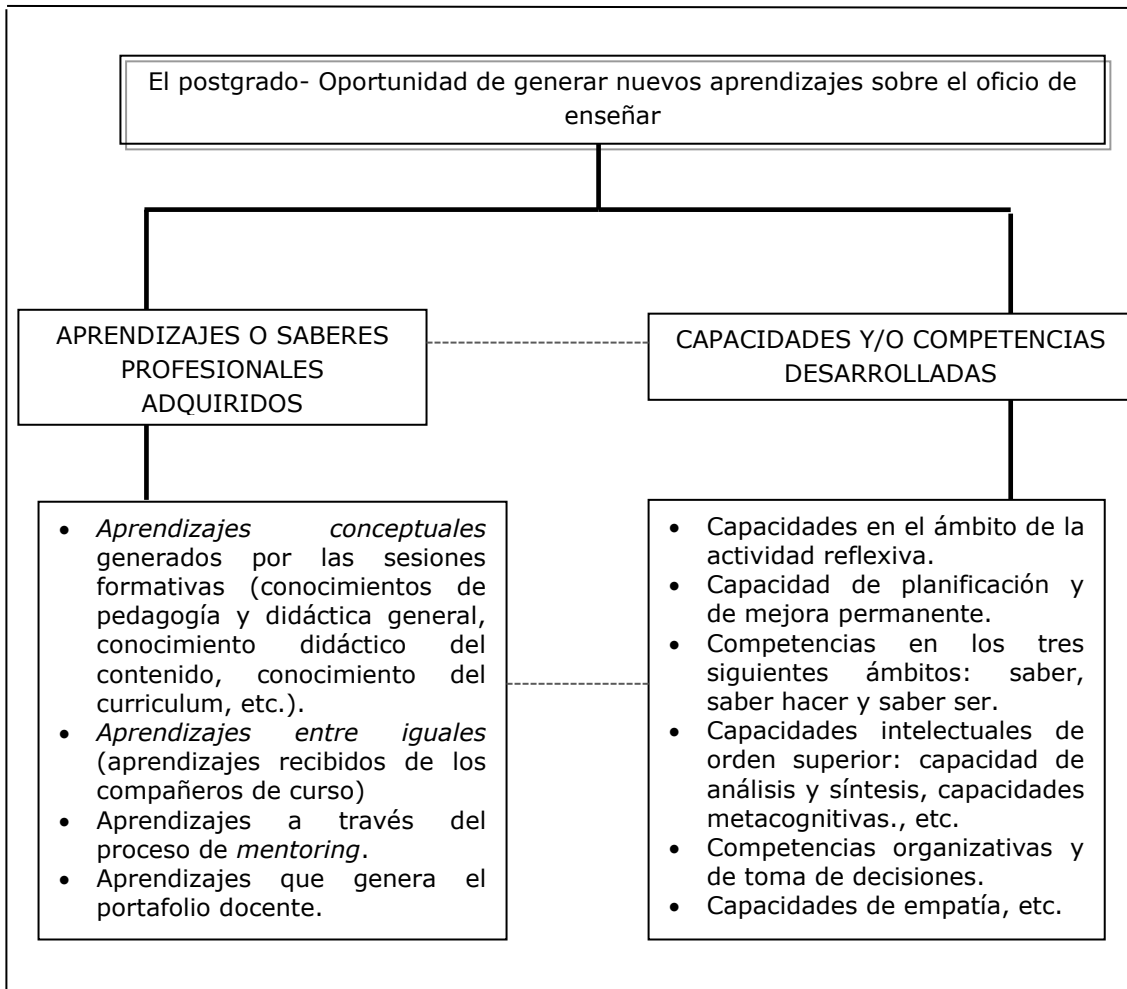 El postgrado- Oportunidad de generar nuevos aprendizajes sobre el oficio de
enseñar
APRENDIZAJES O SABERES
PROFESIONALES
ADQUIRIDOS
CAPACIDADES Y/O COMPETENCIAS
DESARROLLADAS
• Aprendizajes conceptuales
generados por las sesiones
formativas (conocimientos de
pedagogía y didáctica general,
conocimiento didáctico del
contenido, conocimiento del
curriculum, etc.).
• Aprendizajes entre iguales
(aprendizajes recibidos de los
compañeros de curso)
• Aprendizajes a través del
proceso de mentoring.
• Aprendizajes que genera el
portafolio docente.
• Capacidades en el ámbito de la
actividad reflexiva.
• Capacidad de planificación y
de mejora permanente.
• Competencias en los tres
siguientes ámbitos: saber,
saber hacer y saber ser.
• Capacidades intelectuales de
orden superior: capacidad de
análisis y síntesis, capacidades
metacognitivas., etc.
• Competencias organizativas y
de toma de decisiones.
• Capacidades de empatía, etc.